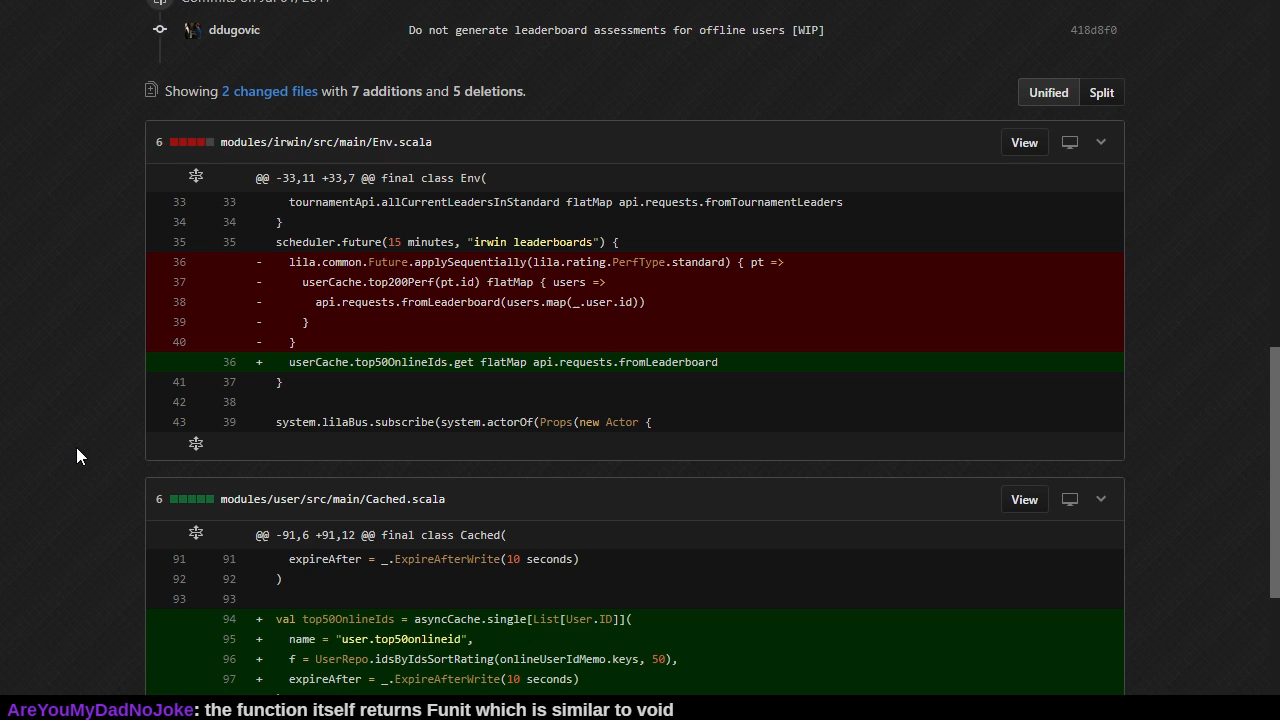 ddugovic Do not generate leaderboard assessments for offline users [WIP] 418d8f0
Showing 2 changed files with 7 additions and 5 deletions. Unified Split
6 modules/irwin/src/main/Env.scala View
@@ -33,11 +33,7 @@ final class Env(
33 33 tournamentApi.allCurrentLeadersInStandard flatMap api.requests.fromTournamentLeaders
34 34 }
35 35 scheduler.future(15 minutes, "irwin leaderboards") {
36 - lila.common.Future.applySequentially(lila.rating.PerfType.standard) { pt =>
37 - userCache.top200Perf(pt.id) flatMap { users =>
38 - api.requests.fromLeaderboard(users.map(_.user.id))
39 - }
40 - }
36 + userCache.top50OnlineIds.get flatMap api.requests.fromLeaderboard
41 37 }
42 38
43 39 system.lilaBus.subscribe(system.actorOf(Props(new Actor {
6 modules/user/src/main/Cached.scala View
@@ -91,6 +91,12 @@ final class Cached(
91 91 expireAfter = _.ExpireAfterWrite(10 seconds)
92 92 )
93 93
94 + val top50OnlineIds = asyncCache.single[List[User.ID]](
95 + name = "user.top50onlineid",
96 + f = UserRepo.idsByIdsSortRating(onlineUserIdMemo.keys, 50),
97 + expireAfter = _.ExpireAfterWrite(10 seconds)
AreYouMyDadNoJoke: the function itself returns Funit which is similar to void